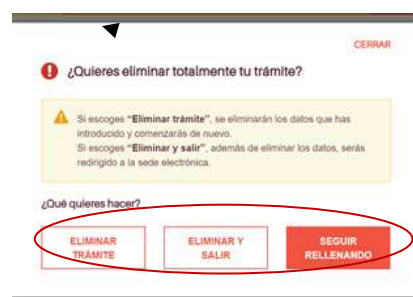 CERRAR
¿Quieres eliminar totalmente tu trámite?
Si escoges "Eliminar trámite", se eliminarán los datos que has
introducido y comenzarás de nuevo.
Si escoges "Eliminar y salir", además de eliminar los datos, serás
redirigido a la sede electrónica.
¿Qué quieres hacer?
ELIMINAR
TRÁMITE
ELIMINAR Y
SALIR
SEGUIR
RELLENANDO